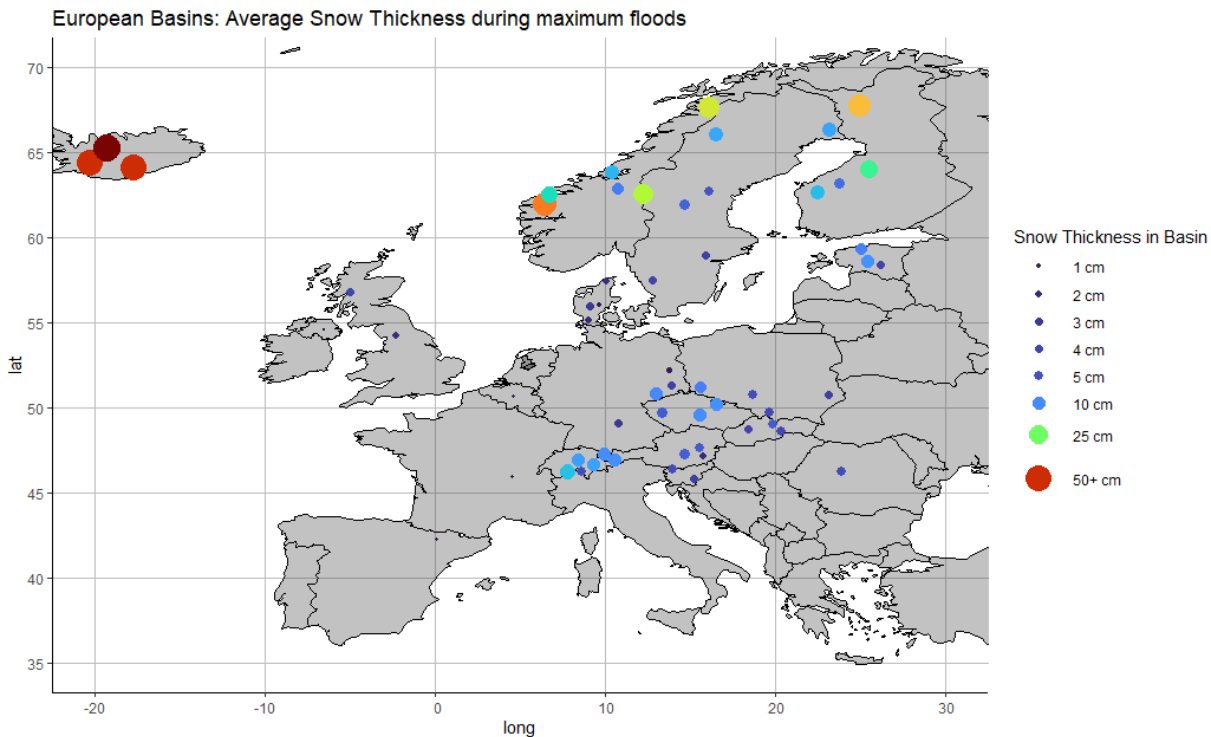 European Basins: Average Snow Thickness during maximum floods
70
65
60
55
50
45
40
35
lat
-20
-10
0
10
20
30
long
Snow Thickness in Basin
1 cm
2 cm
3 cm
4 cm
5 cm
10 cm
25 cm
50+ cm